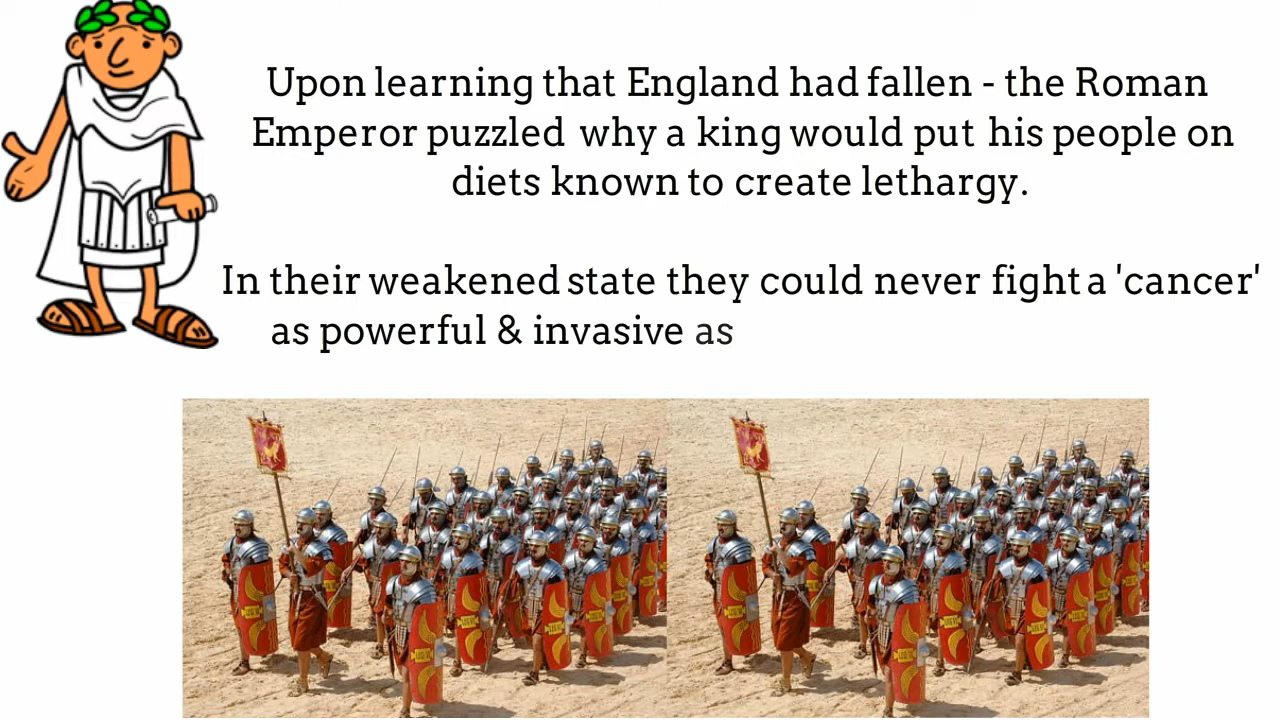 Upon learning that England had fallen - the Roman
Emperor puzzled why a king would put his people on
diets known to create lethargy.
In their weakened state they could never fight a 'cancer'
as powerful & invasive as